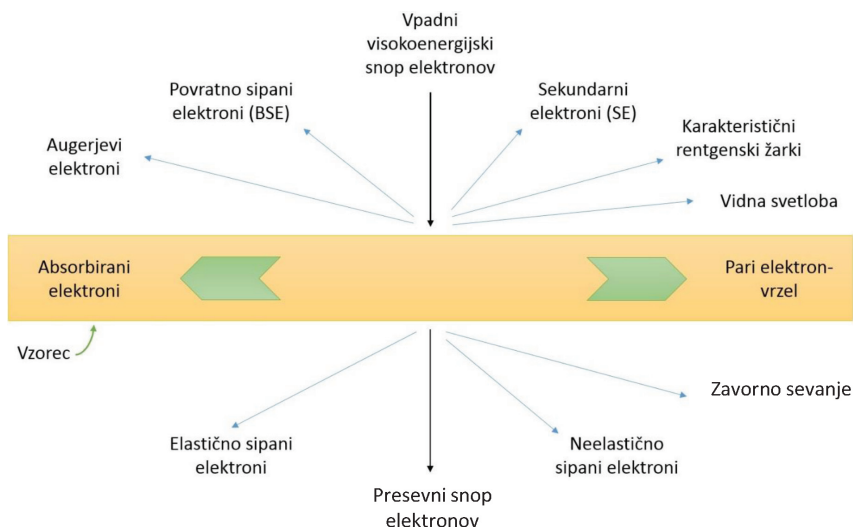 Vpadni
visokoenergijski
snop elektronov
Povratno sipani
elektroni (BSE)
Sekundarni
elektroni (SE)
Augerjevi
elektroni
Karakteristični
rentgenski žarki
Vidna svetloba
Absorbirani
elektroni
Pari elektron-
vrzel
Vzorec
Zavorno sevanje
Elastično sipani
elektroni
Neelastično
sipani elektroni
Presevni snop
elektronov